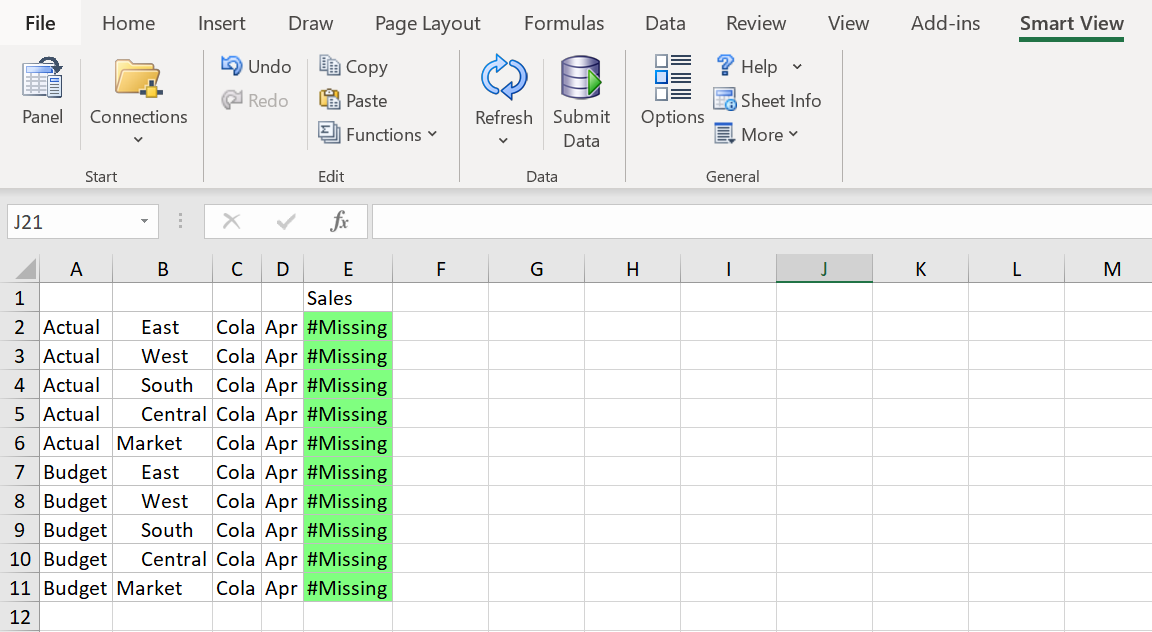 File Home Insert Draw Page Layout Formulas Data Review View Add-ins Smart View
Panel
Connections
Start
Undo
Redo
Copy
Paste
Functions
Edit
Refresh
Submit
Data
Data
Options
Help
Sheet Info
More
General
J21 fx
A B C D E F G H I J K L M
1 Sales
2 Actual East Cola Apr #Missing
3 Actual West Cola Apr #Missing
4 Actual South Cola Apr #Missing
5 Actual Central Cola Apr #Missing
6 Actual Market Cola Apr #Missing
7 Budget East Cola Apr #Missing
8 Budget West Cola Apr #Missing
9 Budget South Cola Apr #Missing
10 Budget Central Cola Apr #Missing
11 Budget Market Cola Apr #Missing
12